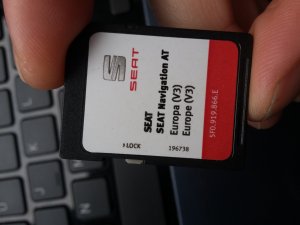 SEAT
SEAT
SEAT Navigation AT
Europa (V3)
Europe (V3)
> LOCK
196738
5F0.919.866.E